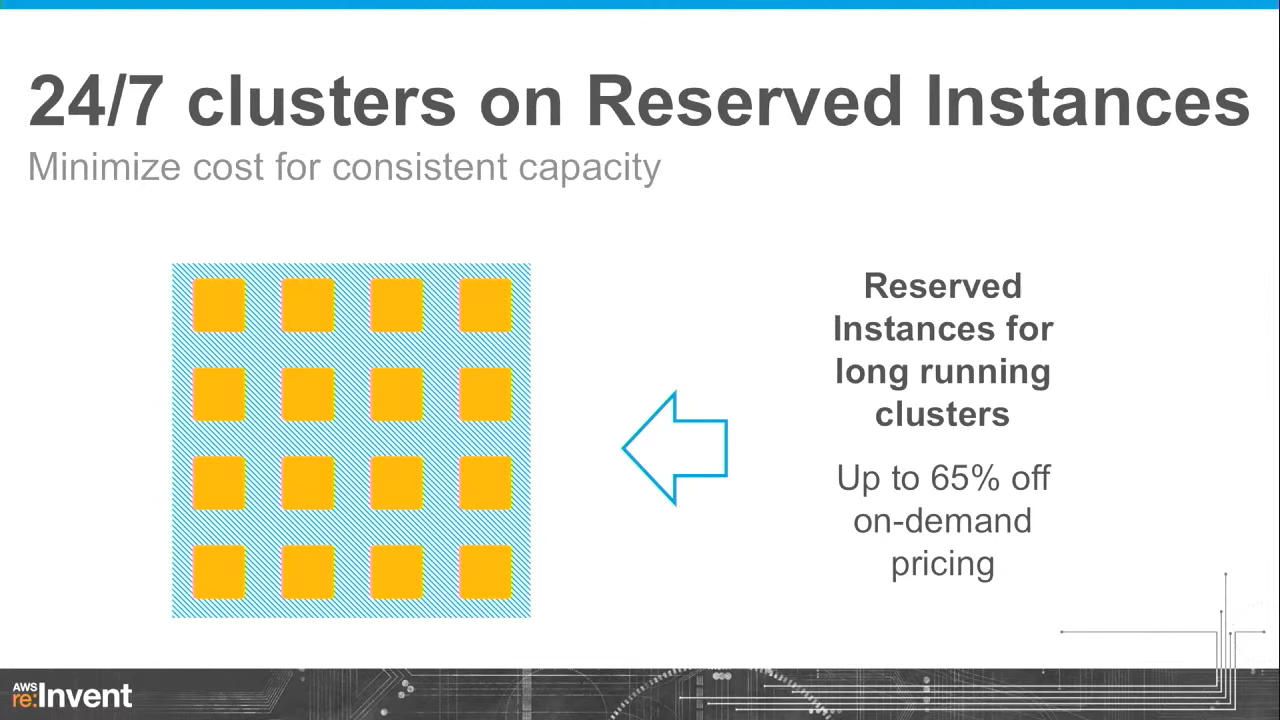 24/7 clusters on Reserved Instances
Minimize cost for consistent capacity
Reserved
Instances for
long running
clusters
Up to 65% off
on-demand
pricing
AWS
re:Invent